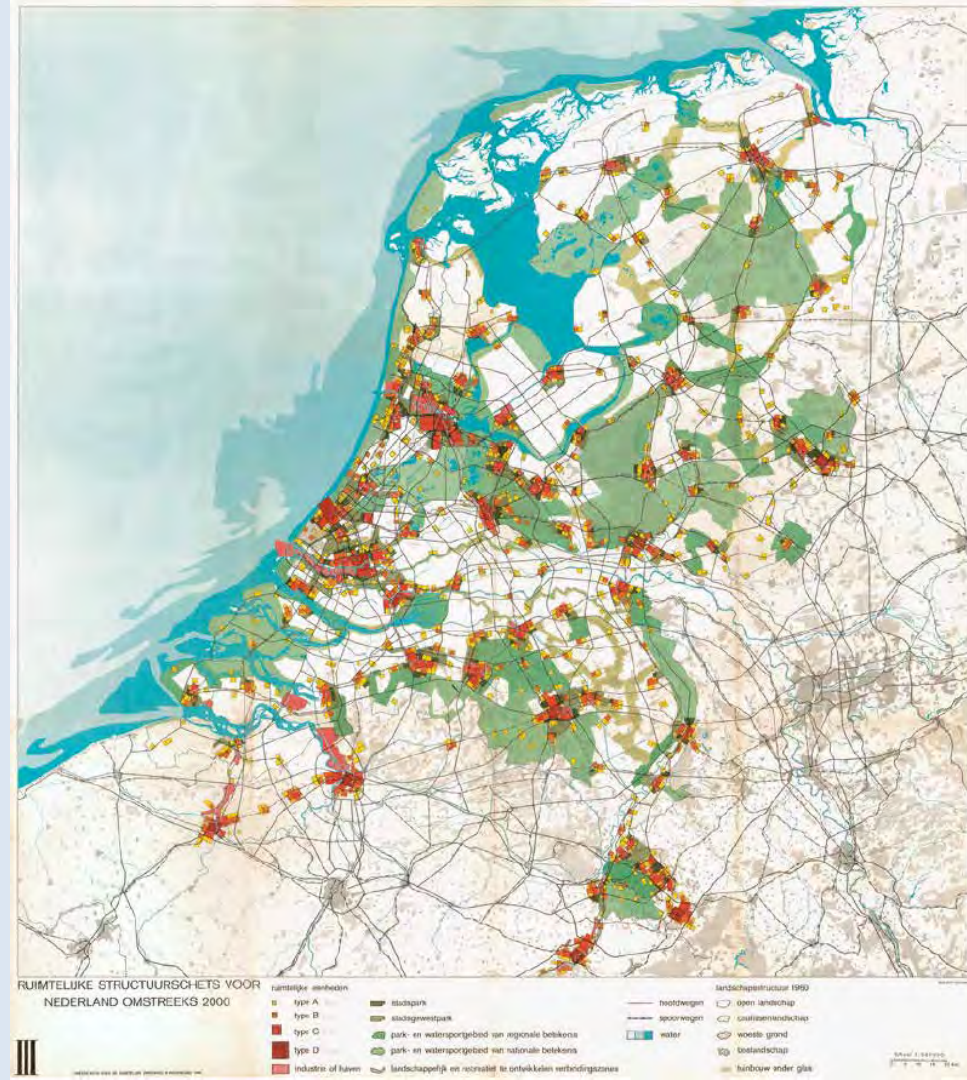 RUIMTELIJKE STRUCTUURSCHETS VOOR
NEDERLAND OMSTREEKS 2000
III
ruimtelijke eenheden
type A
type B
type C
type D
industrie of haven
stadspark
stadsgewestpark
park- en watersportgebied van regionale betekenis
park- en watersportgebied van nationale betekenis
landschappelijk en recreatief te ontwikkelen verbindingszones
hoofdwegen
spoorwegen
water
landschapsstructuur 1960
open landschap
coulissenlandschap
woeste grond
boslandschap
tuinbouw onder glas